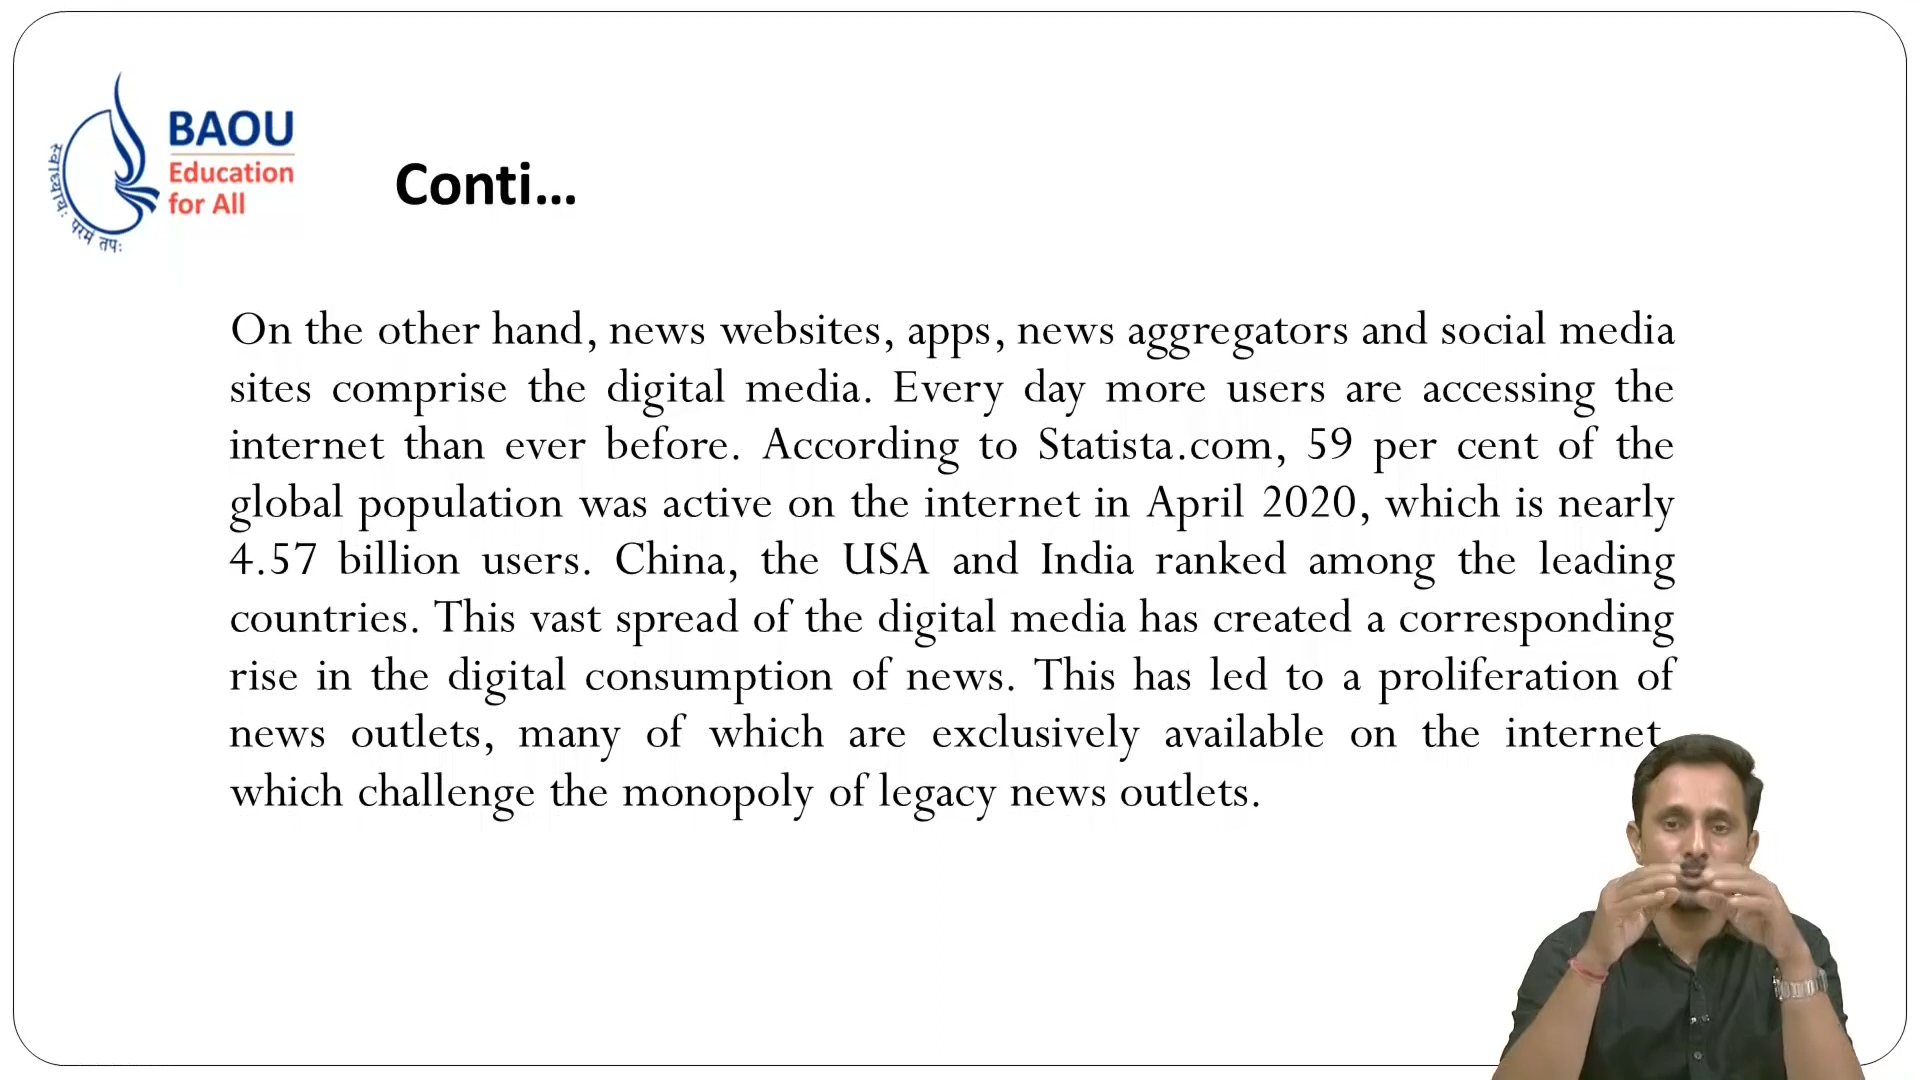 BAOU
Education
for All
स्वाध्यायः परमं तपः
Conti...
On the other hand, news websites, apps, news aggregators and social media
sites comprise the digital media. Every day more users are accessing the
internet than ever before. According to Statista.com, 59 per cent of the
global population was active on the internet in April 2020, which is nearly
4.57 billion users. China, the USA and India ranked among the leading
countries. This vast spread of the digital media has created a corresponding
rise in the digital consumption of news. This has led to a proliferation of
news outlets, many of which are exclusively available on the internet,
which challenge the monopoly of legacy news outlets.